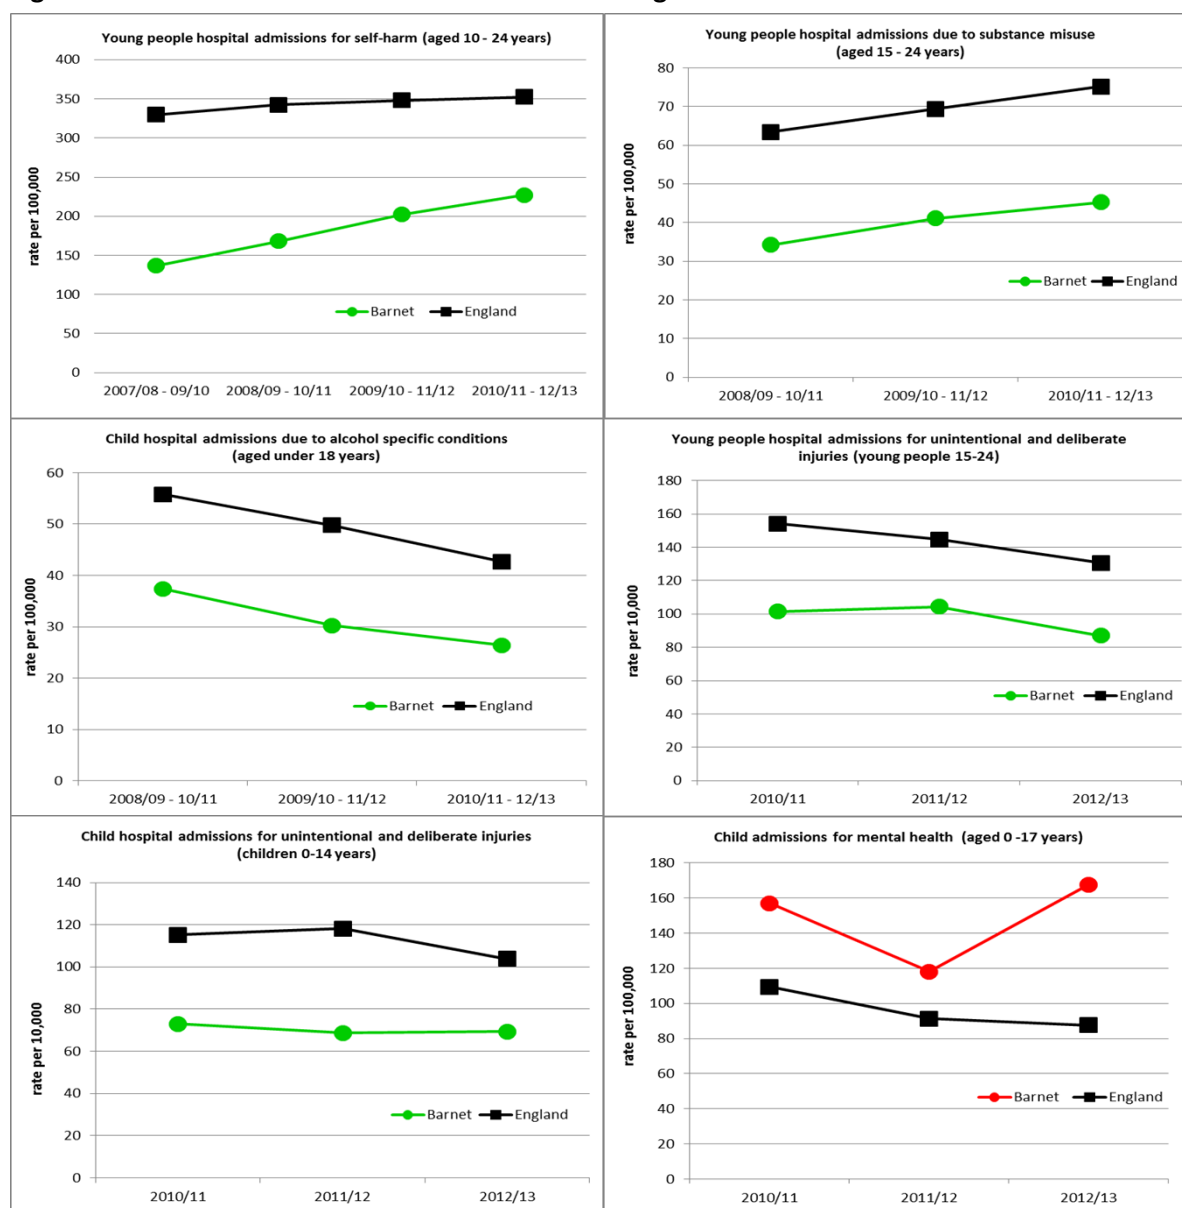 Young people hospital admissions for self-harm (aged 10 - 24 years)
400
350
300
250
200
150
100
50
0
rate per 100,000
Barnet England
2007/08 - 09/10 2008/09 - 10/11 2009/10 - 11/12 2010/11 - 12/13
Young people hospital admissions due to substance misuse
(aged 15 - 24 years)
80
70
60
50
40
30
20
10
0
rate per 100,000
Barnet England
2008/09 - 10/11 2009/10 - 11/12 2010/11 - 12/13
Child hospital admissions due to alcohol specific conditions
(aged under 18 years)
60
50
40
30
20
10
0
rate per 100,000
Barnet England
2008/09 - 10/11 2009/10 - 11/12 2010/11 - 12/13
Young people hospital admissions for unintentional and deliberate
injuries (young people 15-24)
180
160
140
120
100
80
60
40
20
0
rate per 10,000
Barnet England
2010/11 2011/12 2012/13
Child hospital admissions for unintentional and deliberate injuries
(children 0-14 years)
140
120
100
80
60
40
20
0
rate per 10,000
Barnet England
2010/11 2011/12 2012/13
Child admissions for mental health (aged 0 -17 years)
180
160
140
120
100
80
60
40
20
0
rate per 100,000
Barnet England
2010/11 2011/12 2012/13